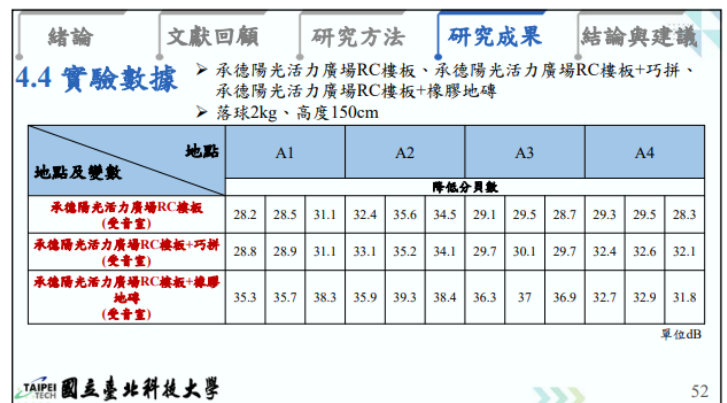 緒論 文獻回顧 研究方法 研究成果 結論與建議
4.4 實驗數據
➢ 承德陽光活力廣場RC樓板、承德陽光活力廣場RC樓板+巧拼、
承德陽光活力廣場RC樓板+橡膠地磚
➢ 落球2kg、高度150cm
地點 A1 A2 A3 A4
地點及變數
降低分貝數
承德陽光活力廣場RC樓板
(受音室) 28.2 28.5 31.1 32.4 35.6 34.5 29.1 29.5 28.7 29.3 29.5 28.3
承德陽光活力廣場RC樓板+巧拼
(受音室) 28.8 28.9 31.1 33.1 35.2 34.1 29.7 30.1 29.7 32.4 32.6 32.1
承德陽光活力廣場RC樓板+橡膠
地磚
(受音室) 35.3 35.7 38.3 35.9 39.3 38.4 36.3 37 36.9 32.7 32.9 31.8
單位dB
TAIPEI
TECH 國立臺北科技大學
52